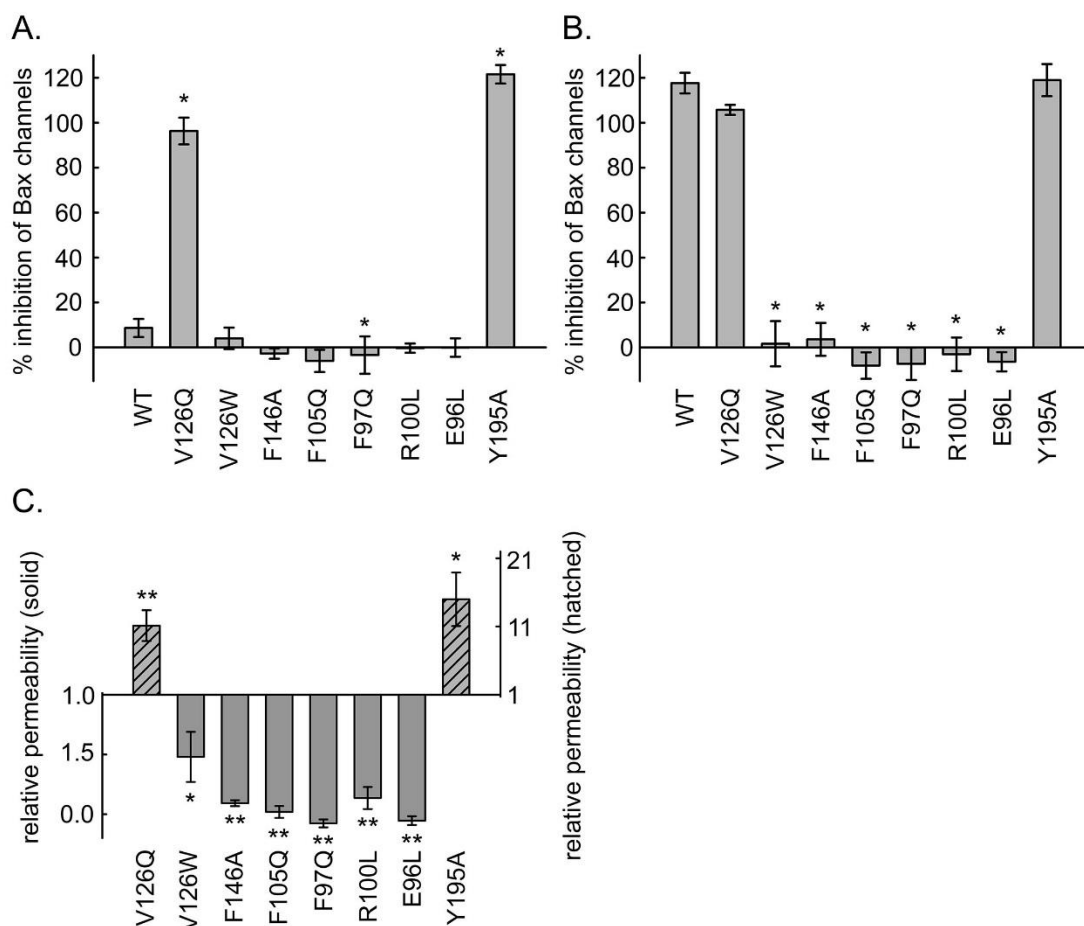 A.
% inhibition of Bax channels
120
100
80
60
40
20
0
*
*
*
WT
V126Q
V126W
F146A
F105Q
F97Q
R100L
E96L
Y195A
B.
% inhibition of Bax channels
120
100
80
60
40
20
0
*
*
*
*
*
*
WT
V126Q
V126W
F146A
F105Q
F97Q
R100L
E96L
Y195A
C.
relative permeability (solid)
1.0
1.5
0.0
**
*
**
**
**
**
**
*
21
11
1
relative permeability (hatched)
V126Q
V126W
F146A
F105Q
F97Q
R100L
E96L
Y195A